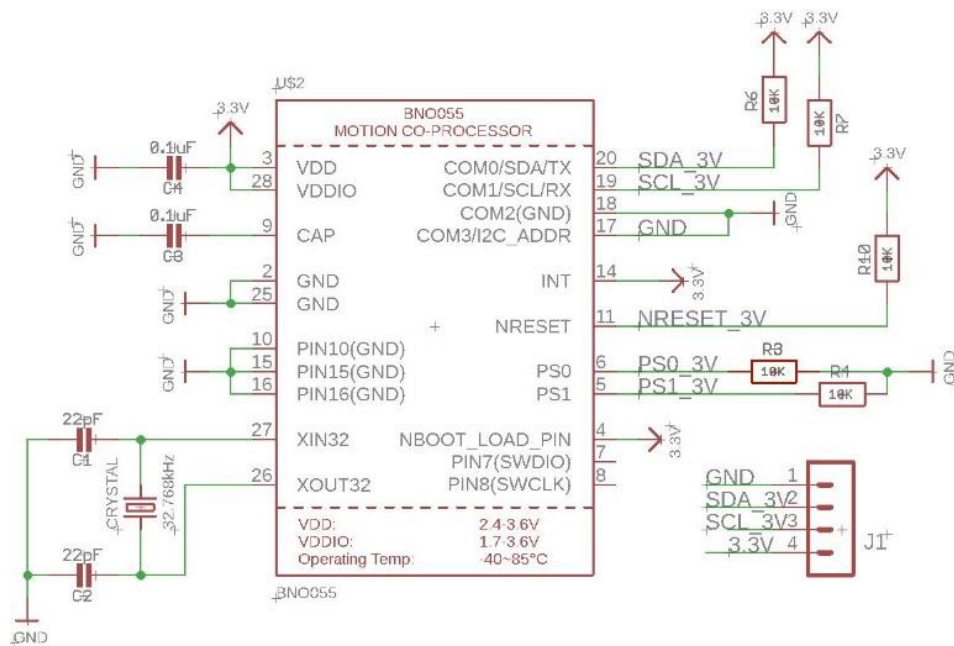 3.3V
3.3V
U$2
R6
10K
R7
10K
BNO055
MOTION CO-PROCESSOR
3.3V
0.1uF
GND
C4
3
VDD
28
VDDIO
COM0/SDA/TX
20
SDA_3V
COM1/SCL/RX
19
SCL_3V
3.3V
COM2(GND)
18
GND
0.1uF
GND
C3
9
CAP
COM3/I2C_ADDR
17
GND
R10
10K
2
GND
25
GND
GND
INT
14
3.3V
NRESET
11
NRESET_3V
10
PIN10(GND)
15
PIN15(GND)
16
PIN16(GND)
GND
PS0
6
PS0_3V
R3
10K
PS1
5
PS1_3V
10K
GND
22pF
C1
27
XIN32
NBOOT_LOAD_PIN
4
3.3V
PIN7(SWDIO)
7
26
XOUT32
PIN8(SWCLK)
8
CRYSTAL
32.768kHz
GND
1
SDA_3V
2
SCL_3V
3
3.3V
4
J1
VDD: 2.4-3.6V
VDDIO: 1.7-3.6V
Operating Temp: -40~85°C
22pF
C2
BNO055
GND